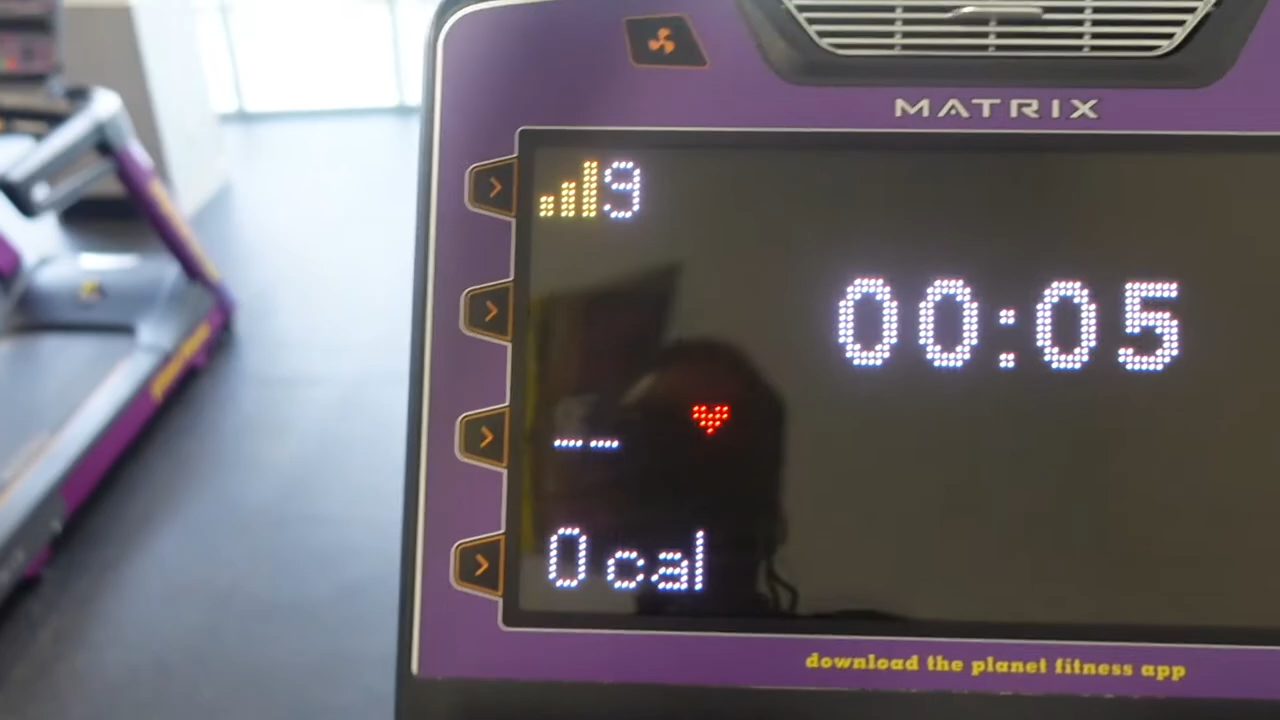 MATRIX
9
00:05
-- --
0 cal
download the planet fitness app